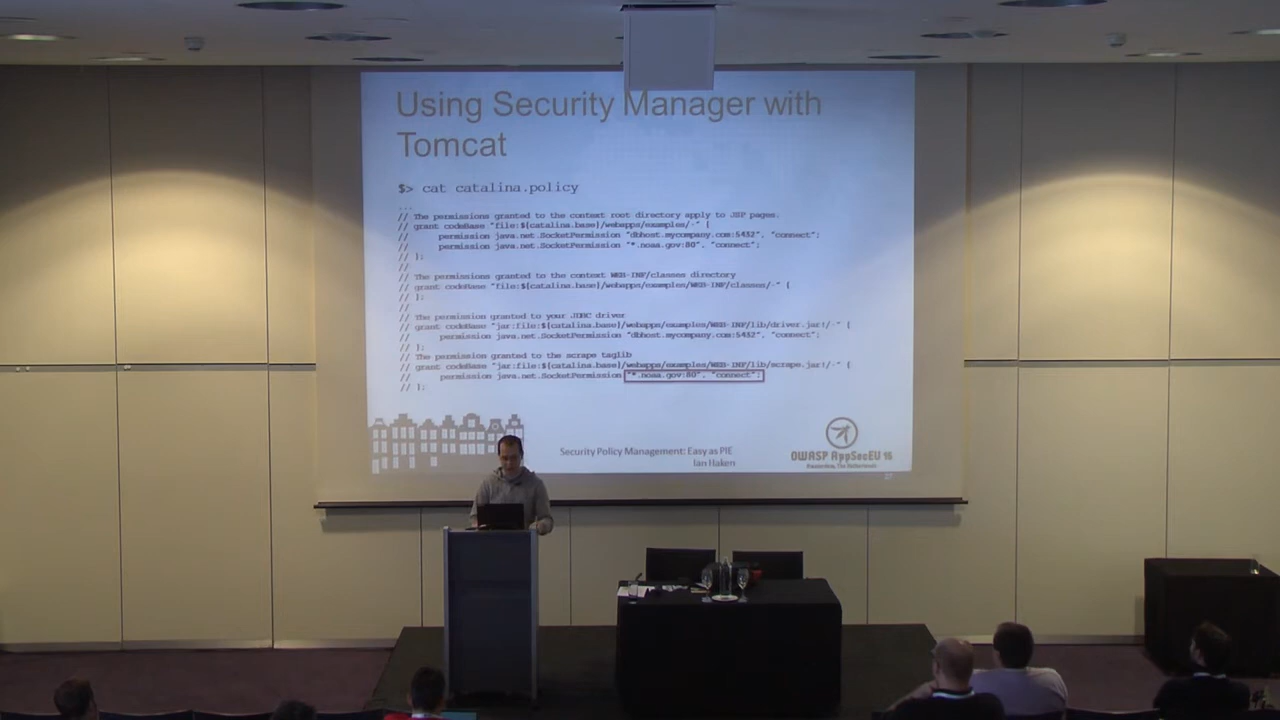 Using Security Manager with
Tomcat
$> cat catalina.policy
...
// The permissions granted to the context root directory apply to JSP pages.
// grant codeBase "file:${catalina.base}/webapps/examples/-" {
//      permission java.net.SocketPermission "dbhost.mycompany.com:5432", "connect";
//      permission java.net.SocketPermission "*.noaa.gov:80", "connect";
// };
//
// The permissions granted to the context WEB-INF/classes directory
// grant codeBase "file:${catalina.base}/webapps/examples/WEB-INF/classes/-" {
// };
//
// The permission granted to your JDBC driver
// grant codeBase "jar:file:${catalina.base}/webapps/examples/WEB-INF/lib/driver.jar!/-" {
//      permission java.net.SocketPermission "dbhost.mycompany.com:5432", "connect";
// };
// The permission granted to the scrape taglib
// grant codeBase "jar:file:${catalina.base}/webapps/examples/WEB-INF/lib/scrape.jar!/-" {
//      permission java.net.SocketPermission "*.noaa.gov:80", "connect";
// };
Security Policy Management: Easy as PIE
Ian Haken
OWASP AppSecEU 15
Amsterdam, The Netherlands